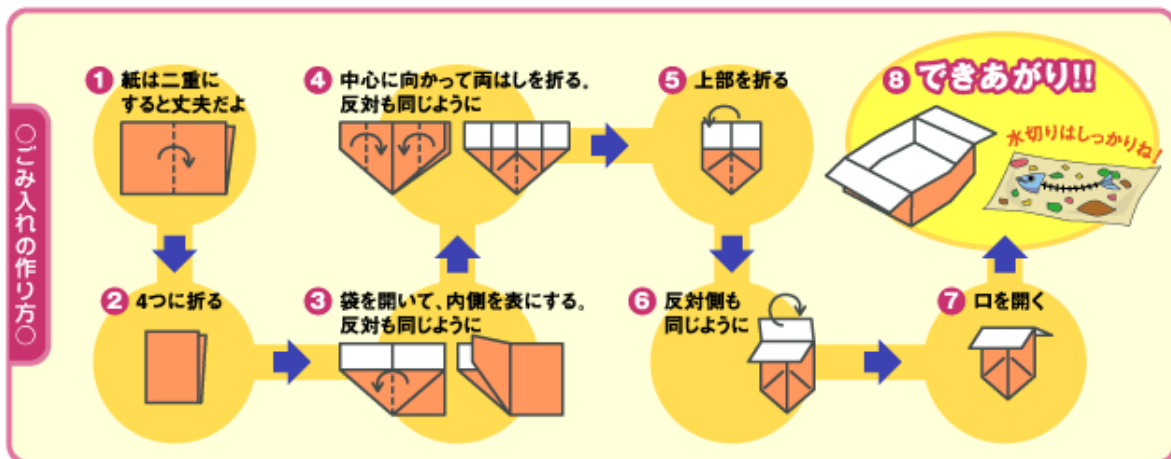 ○ごみ入れの作り方○
1 紙は二重に
すると丈夫だよ
2 4つに折る
3 袋を開いて、内側を表にする。
反対も同じように
4 中心に向かって両はしを折る。
反対も同じように
5 上部を折る
6 反対側も
同じように
7 口を開く
8 できあがり!!
水切りはしっかりね!